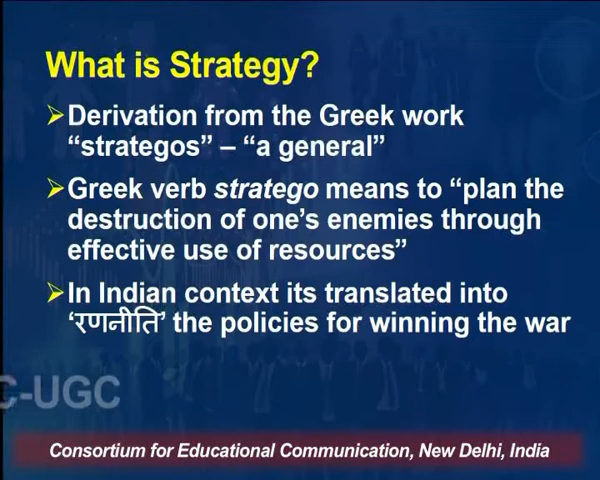 What is Strategy?
Derivation from the Greek work
“strategos” – “a general”
Greek verb stratego means to “plan the
destruction of one’s enemies through
effective use of resources”
In Indian context its translated into
‘रणनीति’ the policies for winning the war
C-UGC
Consortium for Educational Communication, New Delhi, India